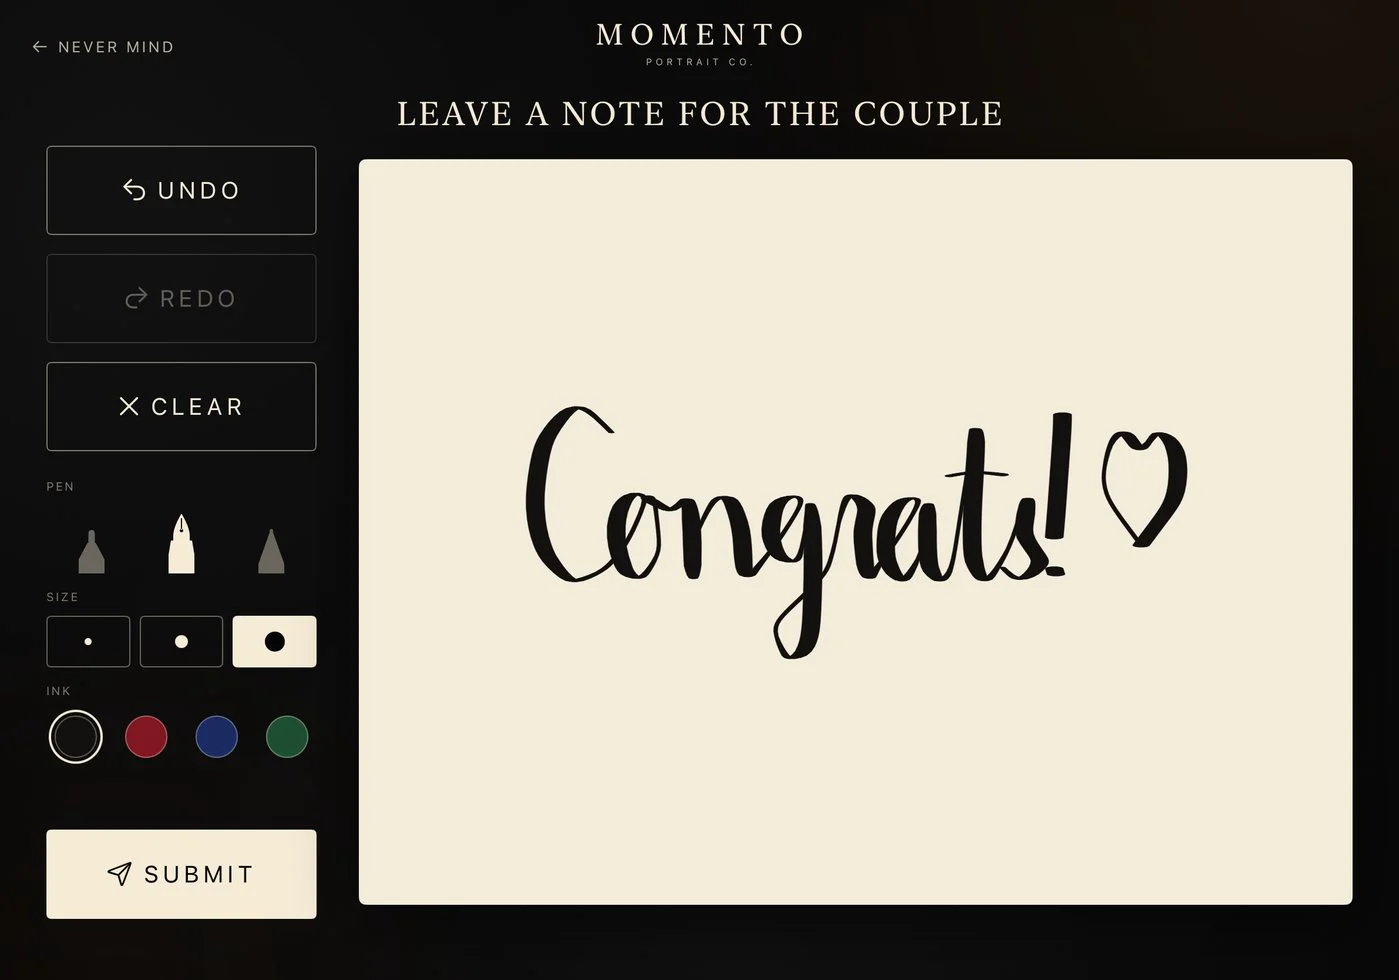 ← NEVER MIND
MOMENTO
PORTRAIT CO.
LEAVE A NOTE FOR THE COUPLE
UNDO
REDO
CLEAR
PEN
SIZE
INK
SUBMIT
Congrats! ♡